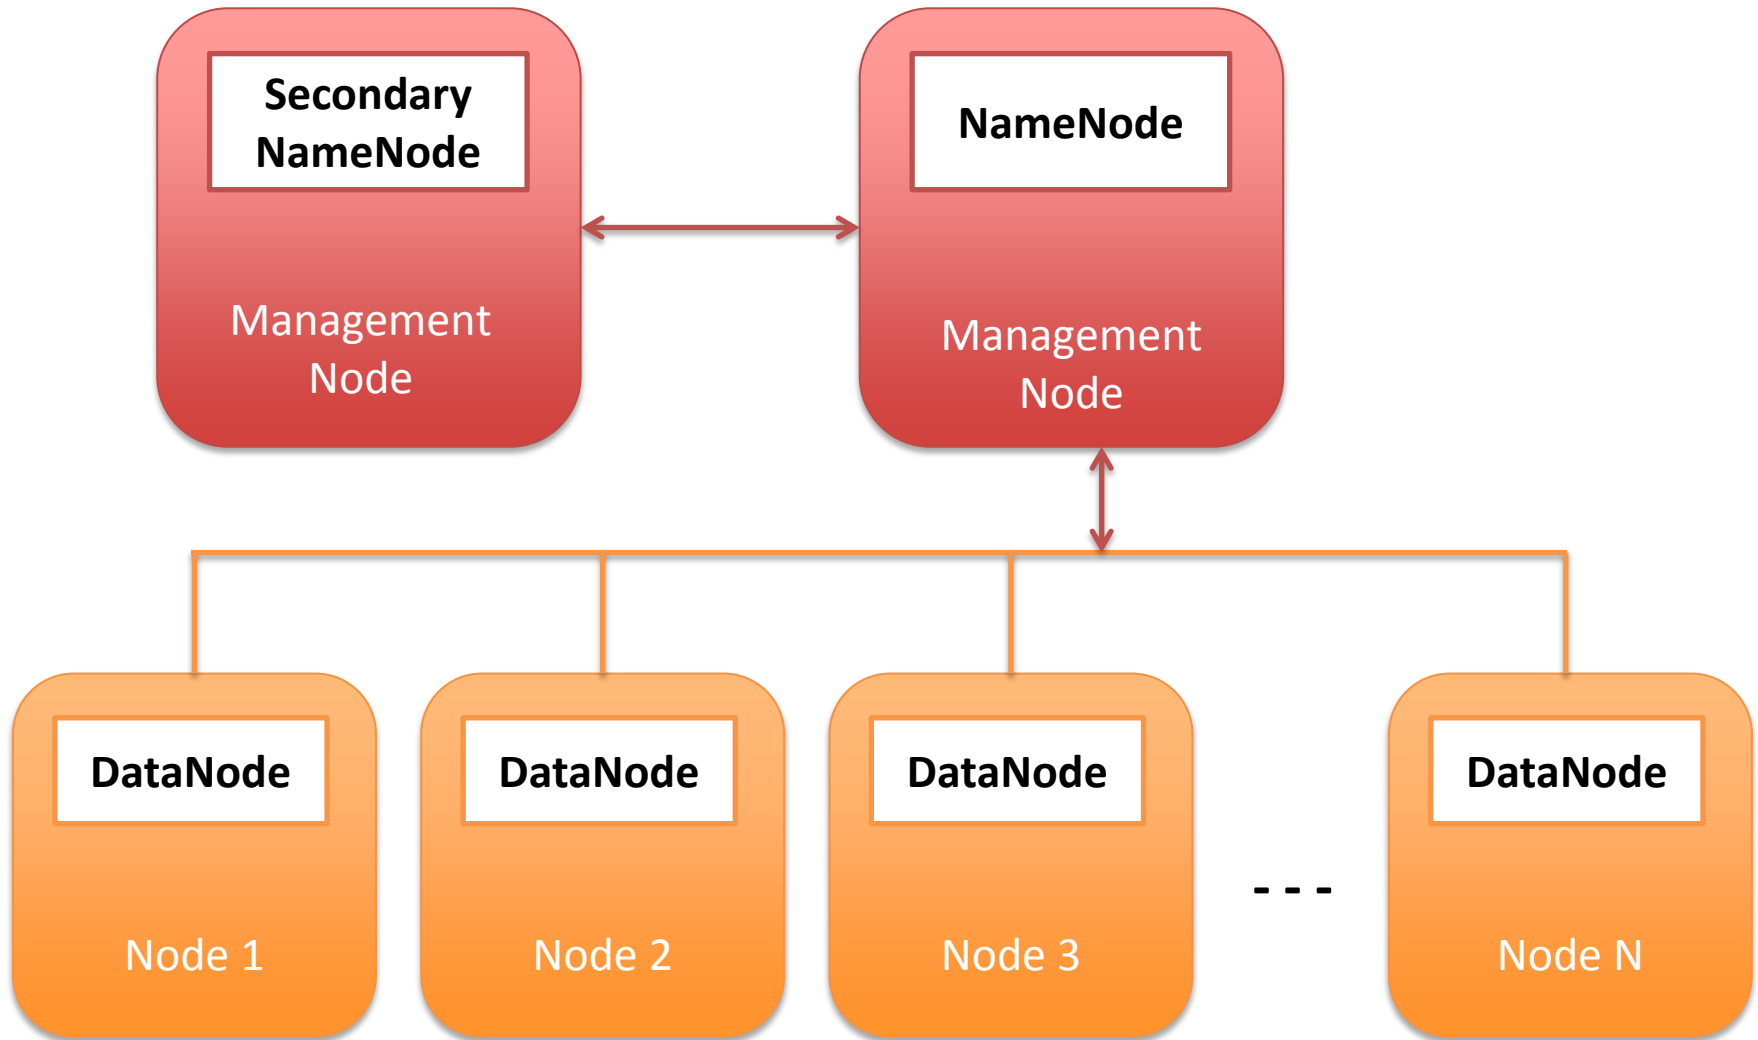 Secondary
NameNode
Management
Node
NameNode
Management
Node
DataNode
Node 1
DataNode
Node 2
DataNode
Node 3
- - -
DataNode
Node N